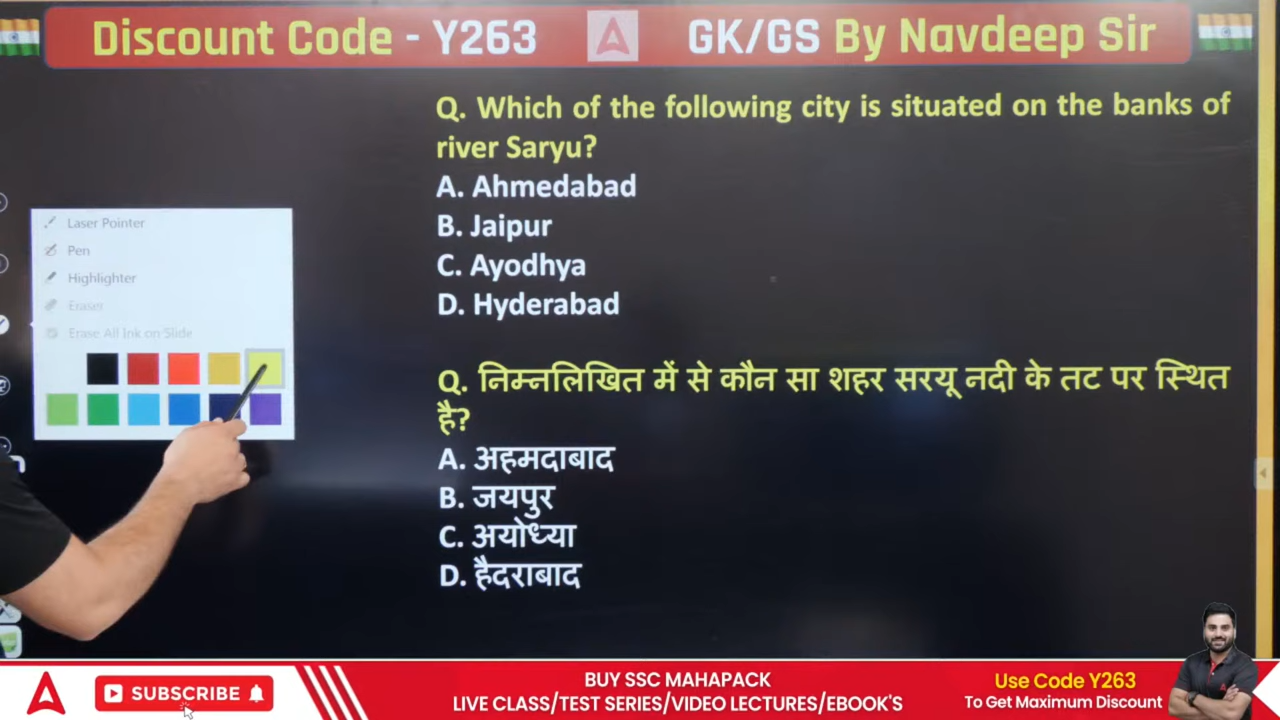 Discount Code - Y263
GK/GS By Navdeep Sir
Q. Which of the following city is situated on the banks of
river Saryu?
A. Ahmedabad
B. Jaipur
C. Ayodhya
D. Hyderabad
Laser Pointer
Pen
Highlighter
Eraser
Erase All Ink on Slide
Q. निम्नलिखित में से कौन सा शहर सरयू नदी के तट पर स्थित
है?
A. अहमदाबाद
B. जयपुर
C. अयोध्या
D. हैदराबाद
SUBSCRIBE
BUY SSC MAHAPACK
LIVE CLASS/TEST SERIES/VIDEO LECTURES/EBOOK'S
Use Code Y263
To Get Maximum Discount